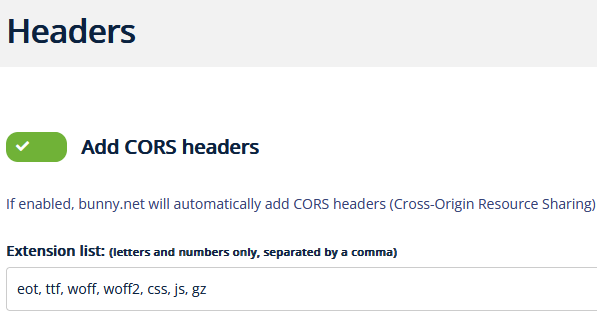 Headers
Add CORS headers
If enabled, bunny.net will automatically add CORS headers (Cross-Origin Resource Sharing)
Extension list: (letters and numbers only, separated by a comma)
eot, ttf, woff, woff2, css, js, gz